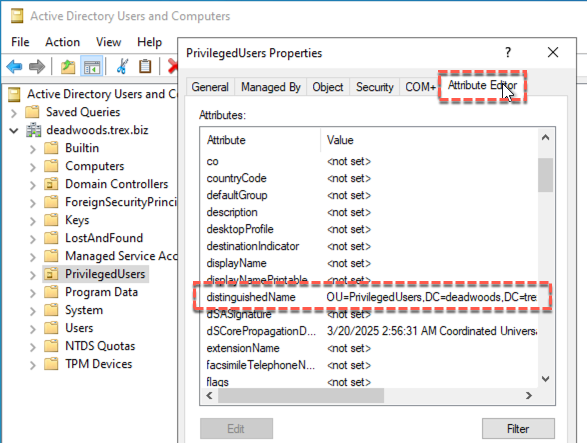 Active Directory Users and Computers
File Action View Help
Active Directory Users and C
Saved Queries
deadwoods.trex.biz
Builtin
Computers
Domain Controllers
ForeignSecurityPrinci
Keys
LostAndFound
Managed Service Acc
PrivilegedUsers
Program Data
System
Users
NTDS Quotas
TPM Devices
PrivilegedUsers Properties
? ×
General Managed By Object Security COM+ Attribute Editor
Attributes:
Attribute Value
co <not set>
countryCode <not set>
defaultGroup <not set>
description <not set>
desktopProfile <not set>
destinationIndicator <not set>
displayName <not set>
displayNamePrintable <not set>
distinguishedName OU=PrivilegedUsers,DC=deadwoods,DC=tre
dSASignature <not set>
dSCorePropagationD... 3/20/2025 2:56:31 AM Coordinated Universa
extensionName <not set>
facsimileTelephoneN... <not set>
flags <not set>
Edit Filter